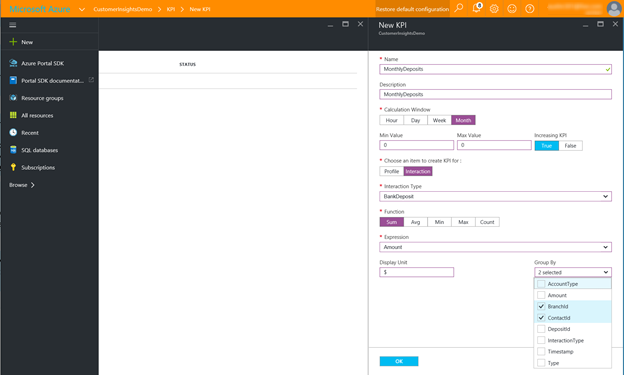 Microsoft Azure CustomerInsightsDemo > KPI > New KPI Restore default configuration
New
Azure Portal SDK
Portal SDK documentat...
Resource groups
All resources
Recent
SQL databases
Subscriptions
Browse >
STATUS
New KPI
CustomerInsightsDemo
* Name
MonthlyDeposits
Description
MonthlyDeposits
* Calculation Window
Hour Day Week Month
Min Value Max Value Increasing KPI
0 0 True False
* Choose an item to create KPI for :
Profile Interaction
* Interaction Type
BankDeposit
* Function
Sum Avg Min Max Count
* Expression
Amount
Display Unit Group By
$ 2 selected
AccountType
Amount
BranchId
ContactId
DepositId
InteractionType
Timestamp
Type
OK